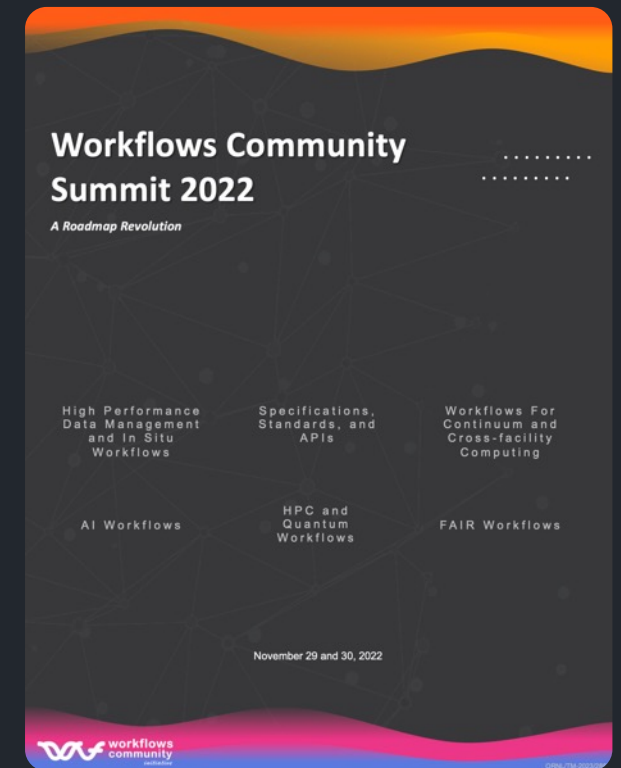 Workflows Community
Summit 2022
A Roadmap Revolution
High Performance
Data Management
and In Situ
Workflows
Specifications,
Standards, and
APIs
Workflows For
Continuum and
Cross-facility
Computing
AI Workflows
HPC and
Quantum
Workflows
FAIR Workflows
November 29 and 30, 2022
workflows
community
initiative